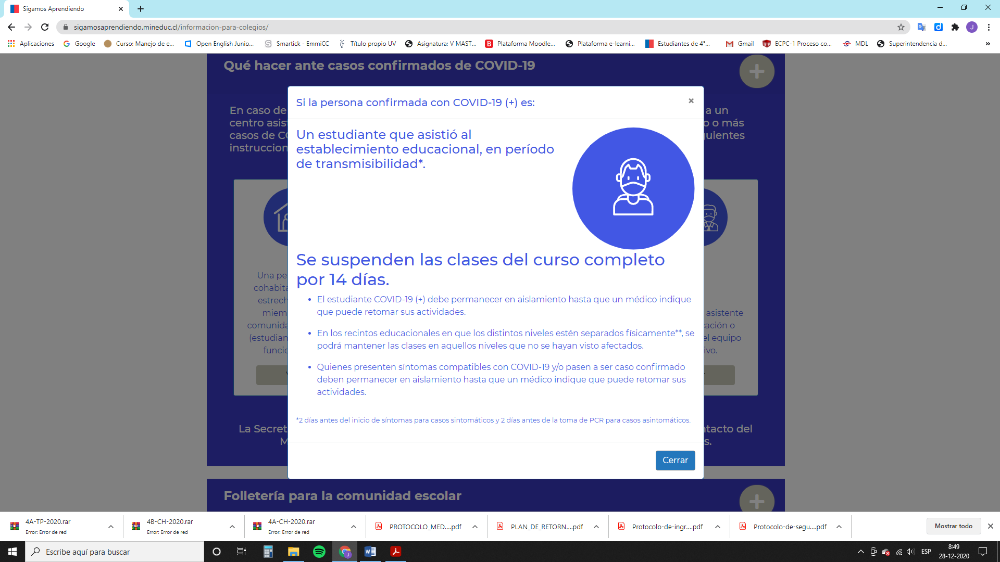 Sigamos Aprendiendo
sigamosaprendiendo.mineduc.cl/informacion-para-colegios/
J
Aplicaciones
Google
Curso: Manejo de e...
Open English Junio...
Smartick - EmmiCC
Título propio UV
Asignatura: V MAST...
Plataforma Moodle...
Plataforma e-learni...
Estudiantes de 4°...
Gmail
ECPC-1 Proceso co...
MDL
Superintendencia d...
»
Qué hacer ante casos confirmados de COVID-19
Si la persona confirmada con COVID-19 (+) es:
×
En caso de
a un
centro asis
o o más
casos de C
uientes
instruccion
Un estudiante que asistió al
establecimiento educacional, en período
de transmisibilidad*.
Se suspenden las clases del curso completo
por 14 días.
Una pe
cohabita
estrech
miem
comunida
(estudian
funcio
asistente
cación o
el equipo
ivo.
• El estudiante COVID-19 (+) debe permanecer en aislamiento hasta que un médico indique
que puede retomar sus actividades.
• En los recintos educacionales en que los distintos niveles estén separados físicamente**, se
podrá mantener las clases en aquellos niveles que no se hayan visto afectados.
• Quienes presenten síntomas compatibles con COVID-19 y/o pasen a ser caso confirmado
deben permanecer en aislamiento hasta que un médico indique que puede retomar sus
actividades.
*2 días antes del inicio de síntomas para casos sintomáticos y 2 días antes de la toma de PCR para casos asintomáticos.
La Secret
ntacto del
M
s.
Cerrar
Folletería para la comunidad escolar
4A-TP-2020.rar
Error: Error de red
4B-CH-2020.rar
Error: Error de red
4A-CH-2020.rar
Error: Error de red
PROTOCOLO_MED....pdf
PLAN_DE_RETORN....pdf
Protocolo-de-ingr....pdf
Protocolo-de-segu....pdf
Mostrar todo
Escribe aquí para buscar
ESP
8:49
28-12-2020